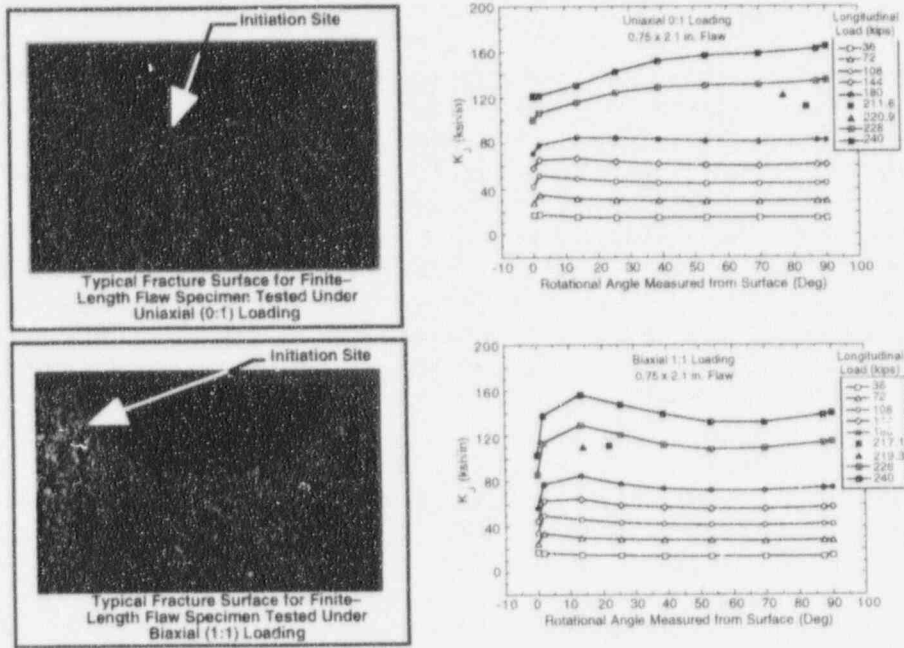 Initiation Site
Typical Fracture Surface for Finite–
Length Flaw Specimen Tested Under
Uniaxial (0:1) Loading
Uniaxial 0:1 Loading
0.75 x 2.1 in. Flaw
Longitudinal
Load (kips)
36
72
108
144
180
211.6
220.9
228
240
200
160
120
80
40
0
-10 0 10 20 30 40 50 60 70 80 90 100
Rotational Angle Measured from Surface (Deg)
Initiation Site
Typical Fracture Surface for Finite–
Length Flaw Specimen Tested Under
Biaxial (1:1) Loading
Biaxial 1:1 Loading
0.75 x 2.1 in. Flaw
Longitudinal
Load (kips)
36
72
108
217.1
219.3
228
240
200
160
120
80
40
0
-10 0 10 20 30 40 50 60 70 80 90 100
Rotational Angle Measured from Surface (Deg)